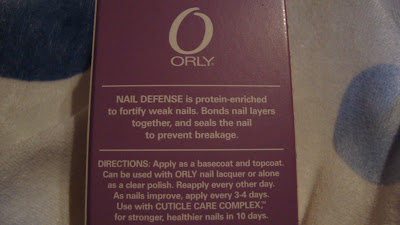 ORLY®
NAIL DEFENSE is protein-enriched
to fortify weak nails. Bonds nail layers
together, and seals the nail
to prevent breakage.
DIRECTIONS: Apply as a basecoat and topcoat.
Can be used with ORLY nail lacquer or alone
as a clear polish. Reapply every other day.
As nails improve, apply every 3-4 days.
Use with CUTICLE CARE COMPLEX,™
for stronger, healthier nails in 10 days.